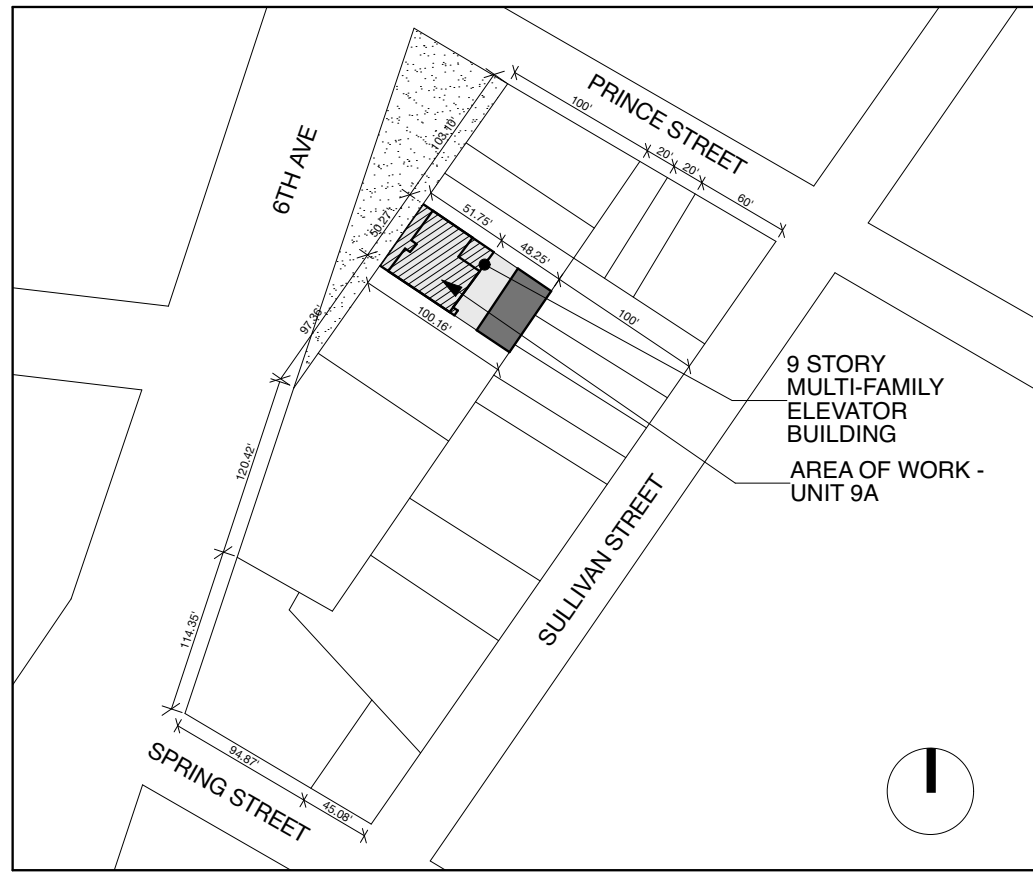 PRINCE STREET
100'
20'
20'
60'
6TH AVE
103.10'
50.27'
51.75'
48.25'
97.36'
100.16'
100'
9 STORY
MULTI-FAMILY
ELEVATOR
BUILDING
AREA OF WORK -
UNIT 9A
120.42'
SULLIVAN STREET
114.35'
94.87'
SPRING STREET
45.08'